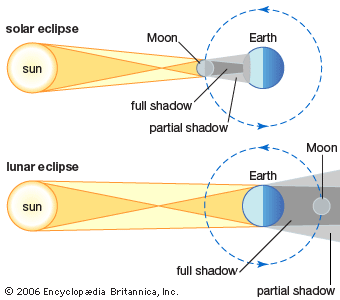 solar eclipse
Moon
Earth
sun
full shadow
partial shadow
lunar eclipse
Moon
Earth
sun
full shadow
partial shadow
© 2006 Encyclopædia Britannica, Inc.